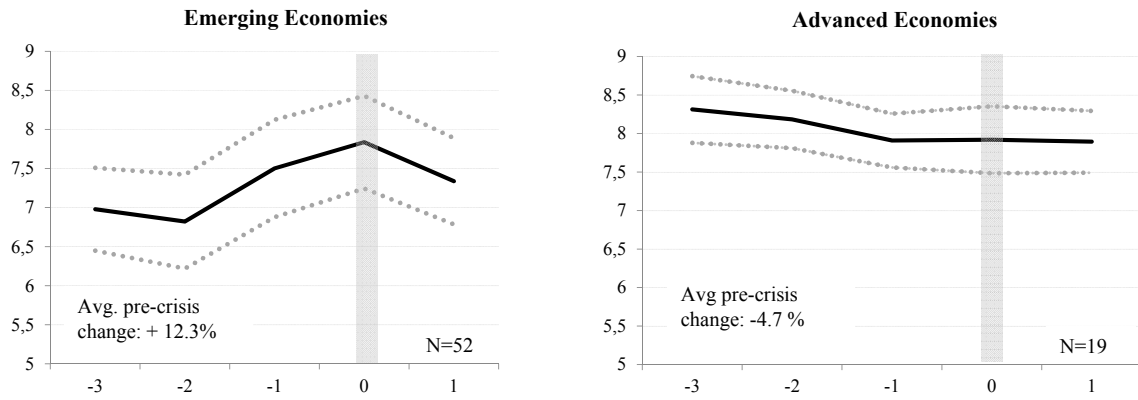 Emerging Economies
9
8,5
8
7,5
7
6,5
6
5,5
5
Avg. pre-crisis
change: + 12.3%
N=52
-3 -2 -1 0 1
Advanced Economies
9
8,5
8
7,5
7
6,5
6
5,5
5
Avg pre-crisis
change: -4.7 %
N=19
-3 -2 -1 0 1